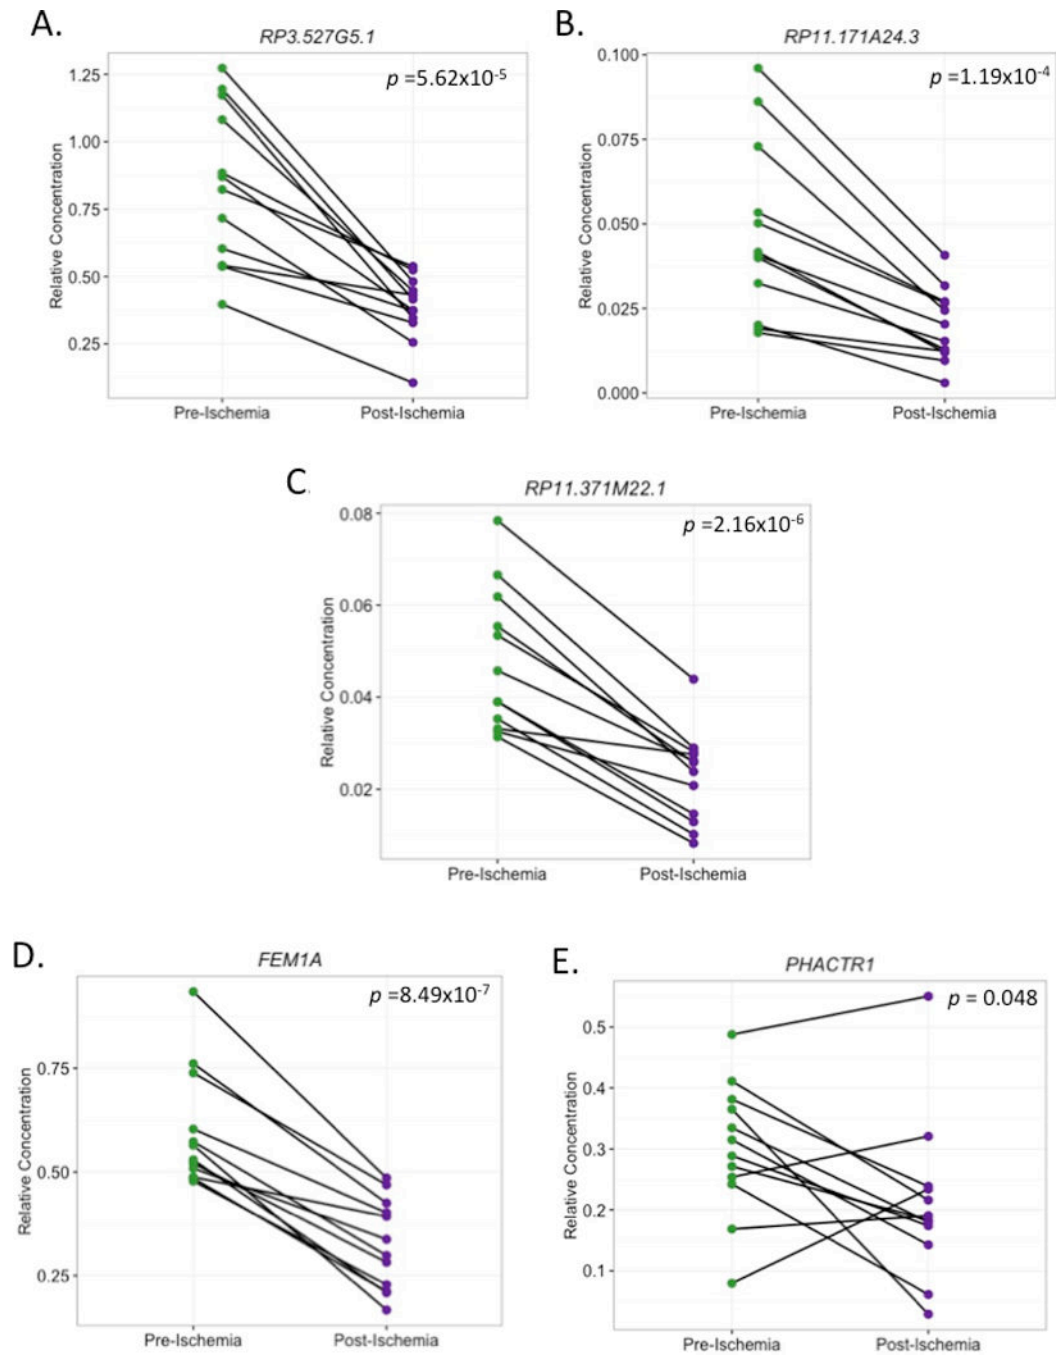 A.
RP3.527G5.1
p =5.62x10-5
1.25
1.00
0.75
0.50
0.25
Relative Concentration
Pre-Ischemia Post-Ischemia
B.
RP11.171A24.3
p =1.19x10-4
0.100
0.075
0.050
0.025
0.000
Relative Concentration
Pre-Ischemia Post-Ischemia
C.
RP11.371M22.1
p =2.16x10-6
0.08
0.06
0.04
0.02
Relative Concentration
Pre-Ischemia Post-Ischemia
D.
FEM1A
p =8.49x10-7
0.75
0.50
0.25
Relative Concentration
Pre-Ischemia Post-Ischemia
E.
PHACTR1
p = 0.048
0.5
0.4
0.3
0.2
0.1
Relative Concentration
Pre-Ischemia Post-Ischemia